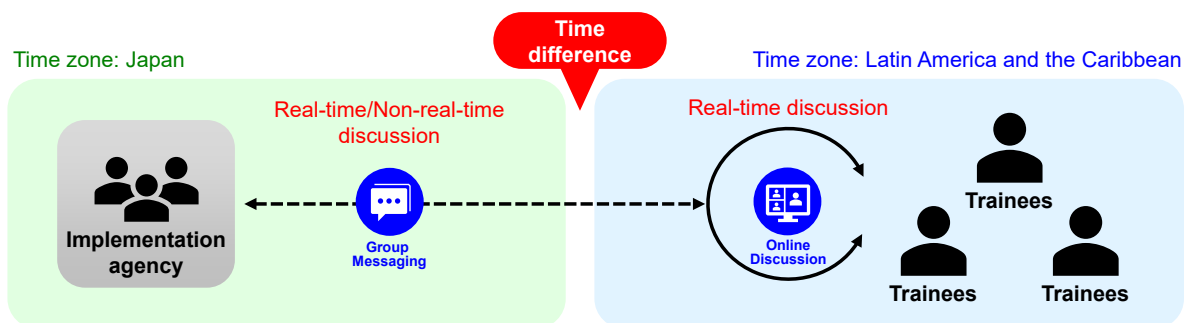 Time
difference
Time zone: Japan
Time zone: Latin America and the Caribbean
Real-time/Non-real-time
discussion
Real-time discussion
Implementation
agency
Group
Messaging
Online
Discussion
Trainees
Trainees
Trainees